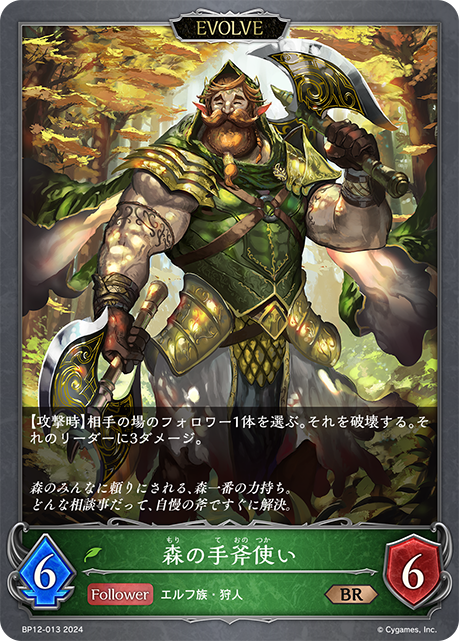 EVOLVE
【攻撃時】相手の場のフォロワー1体を選ぶ。それを破壊する。そ
れのリーダーに3ダメージ。
森のみんなに頼りにされる、森一番の力持ち。
どんな相談事だって、自慢の斧ですぐに解決。
もり て おの つか
森の手斧使い
6
Follower エルフ族・狩人
BR
6
BP12-013 2024
© Cygames, Inc.